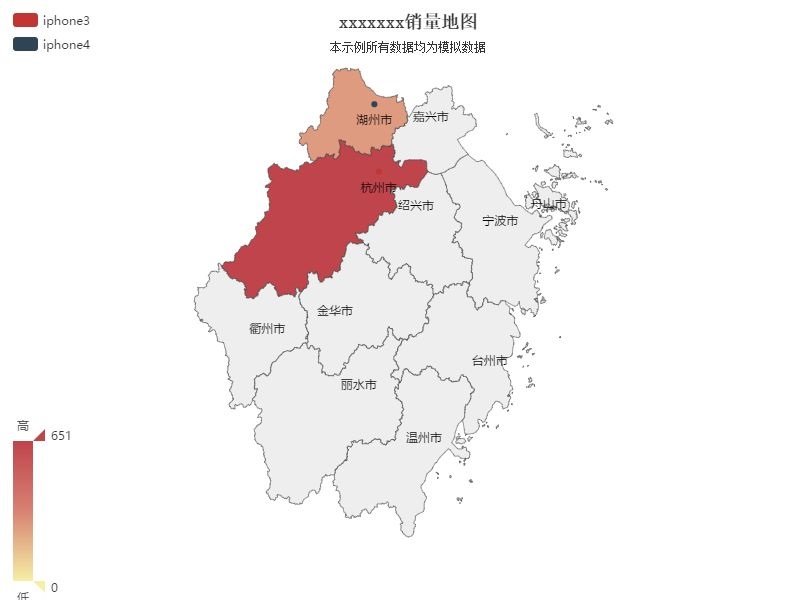 iphone3
iphone4
xxxxxxx销量地图
本示例所有数据均为模拟数据
湖州市
嘉兴市
杭州市
绍兴市
舟山市
宁波市
金华市
衢州市
台州市
丽水市
温州市
高
651
0
低